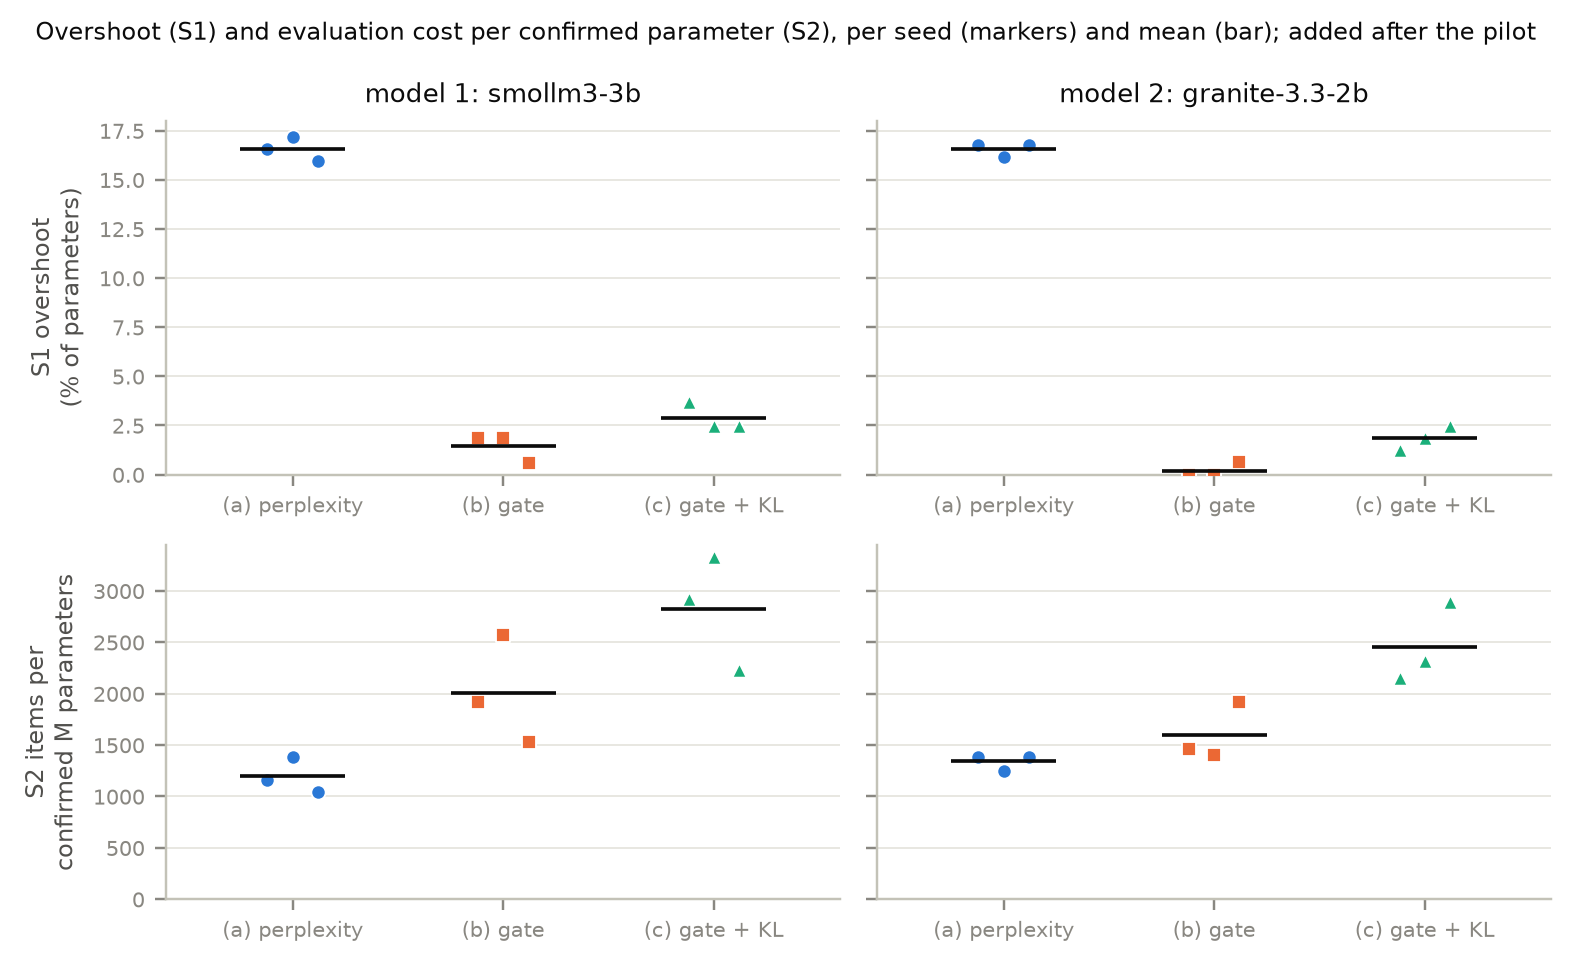 Overshoot (S1) and evaluation cost per confirmed parameter (S2), per seed (markers) and mean (bar); added after the pilot
model 1: smollm3-3b
model 2: granite-3.3-2b
S1 overshoot
(% of parameters)
17.5
15.0
12.5
10.0
7.5
5.0
2.5
0.0
(a) perplexity
(b) gate
(c) gate + KL
(a) perplexity
(b) gate
(c) gate + KL
S2 items per
confirmed M parameters
3000
2500
2000
1500
1000
500
0
(a) perplexity
(b) gate
(c) gate + KL
(a) perplexity
(b) gate
(c) gate + KL